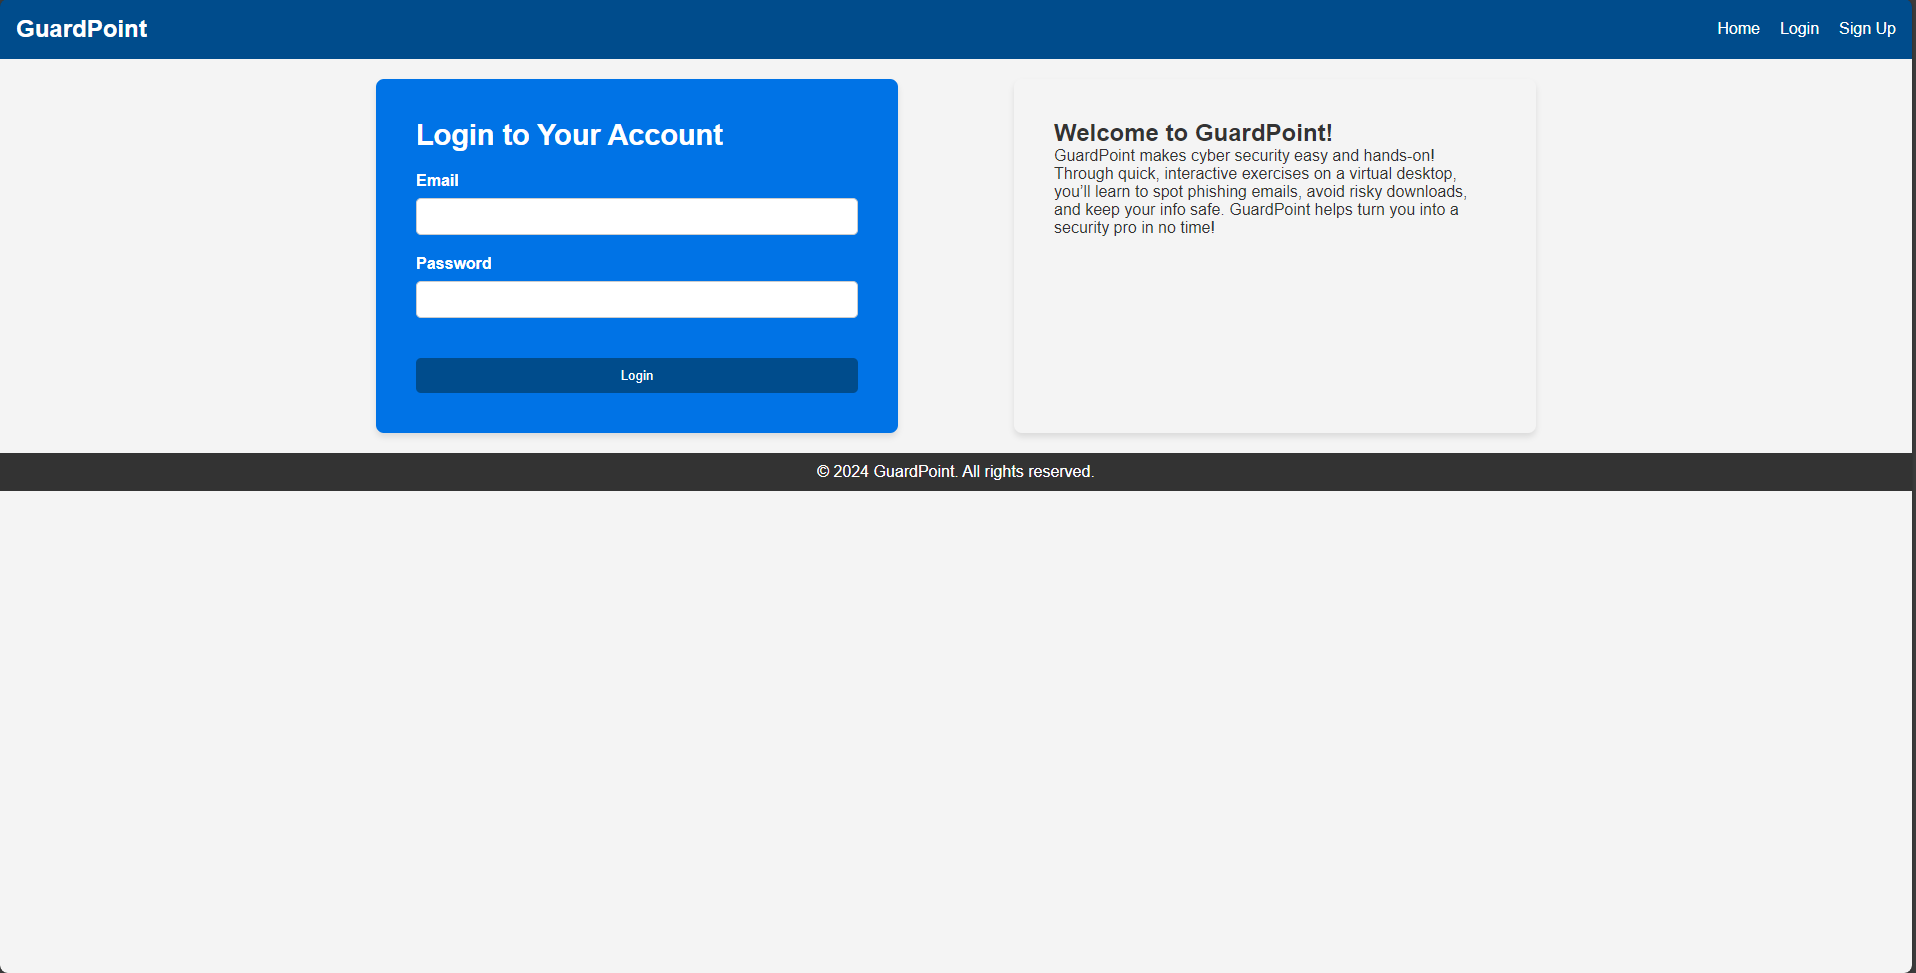 GuardPoint
Home Login Sign Up
Login to Your Account
Email
Password
Login
Welcome to GuardPoint!
GuardPoint makes cyber security easy and hands-on!
Through quick, interactive exercises on a virtual desktop,
you’ll learn to spot phishing emails, avoid risky downloads,
and keep your info safe. GuardPoint helps turn you into a
security pro in no time!
© 2024 GuardPoint. All rights reserved.